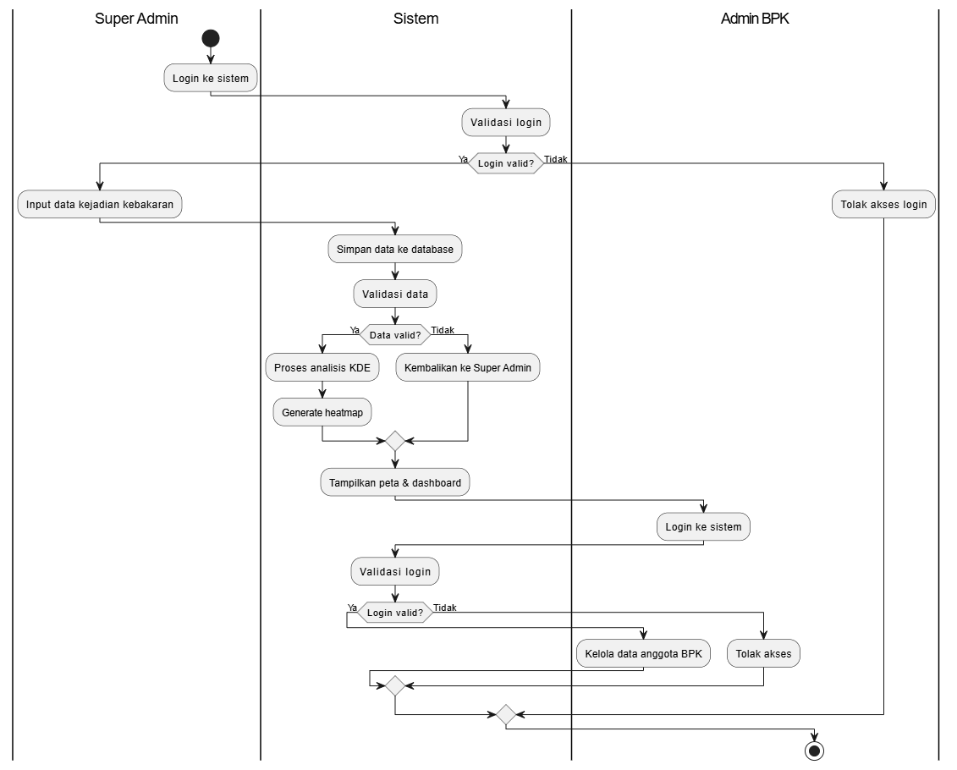 Super Admin
Sistem
Admin BPK
Login ke sistem
Validasi login
Ya
Login valid?
Tidak
Input data kejadian kebakaran
Tolak akses login
Simpan data ke database
Validasi data
Ya
Data valid?
Tidak
Proses analisis KDE
Kembalikan ke Super Admin
Generate heatmap
Tampilkan peta & dashboard
Login ke sistem
Validasi login
Ya
Login valid?
Tidak
Kelola data anggota BPK
Tolak akses